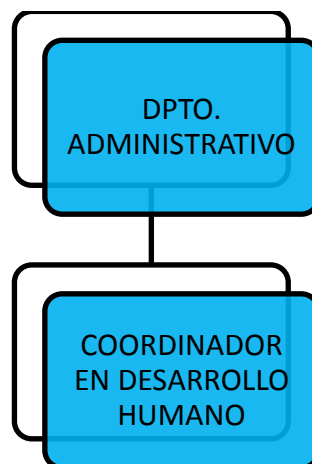 DPTO.
ADMINISTRATIVO
COORDINADOR
EN DESARROLLO
HUMANO